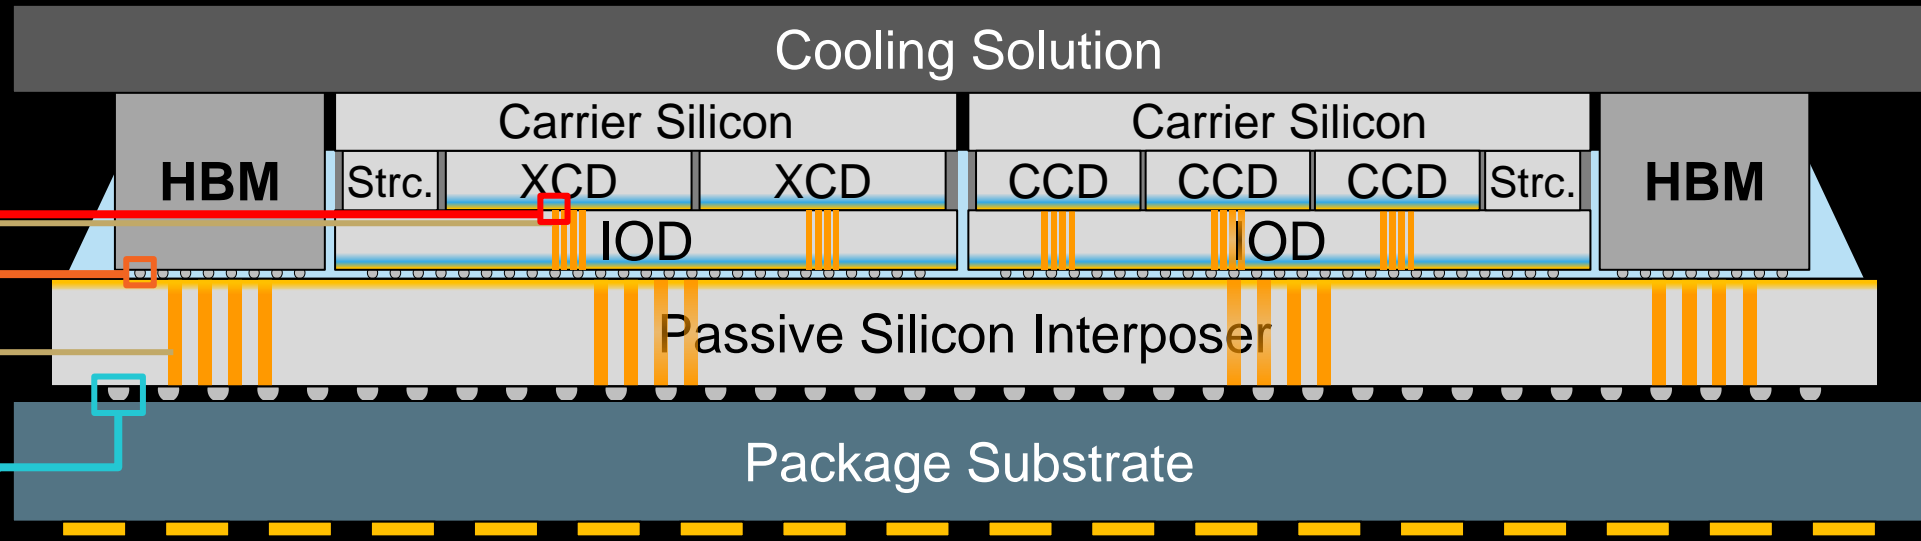 Cooling Solution
Carrier Silicon
Carrier Silicon
HBM
Strc.
XCD
XCD
CCD
CCD
CCD
Strc.
HBM
IOD
IOD
Passive Silicon Interposer
Package Substrate